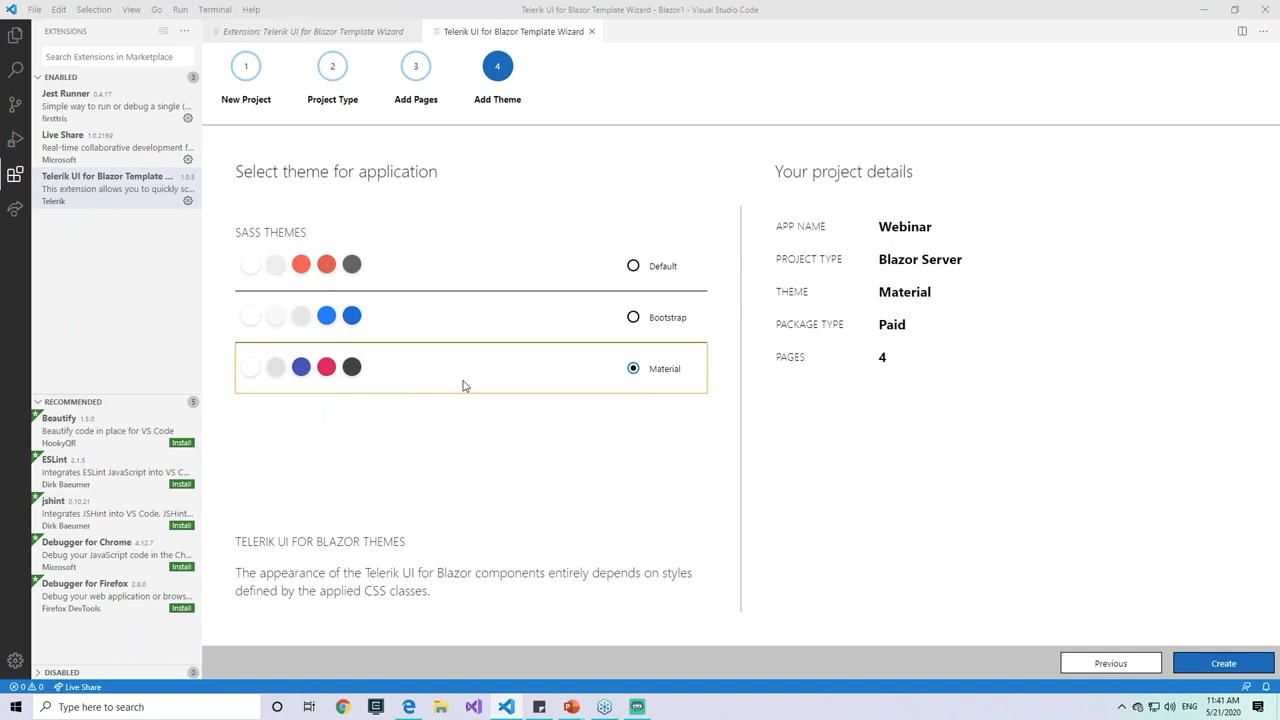 File Edit Selection View Go Run Terminal Help
Telerik UI for Blazor Template Wizard - Blazor1 - Visual Studio Code
EXTENSIONS
Extension: Telerik UI for Blazor Template Wizard
Telerik UI for Blazor Template Wizard
Search Extensions in Marketplace
ENABLED 3
Jest Runner 0.4.17
Simple way to run or debug a single (...
firsttris
Live Share 1.0.2169
Real-time collaborative development f...
Microsoft
Telerik UI for Blazor Template ... 1.0.5
This extension allows you to quickly sc...
Telerik
RECOMMENDED 5
Beautify 1.5.0
Beautify code in place for VS Code
HookyQR Install
ESLint 2.1.5
Integrates ESLint JavaScript into VS C...
Dirk Baeumer Install
jshint 0.10.21
Integrates JSHint into VS Code. JSHint...
Dirk Baeumer Install
Debugger for Chrome 4.12.7
Debug your JavaScript code in the Ch...
Microsoft Install
Debugger for Firefox 2.8.0
Debug your web application or brows...
Firefox DevTools Install
DISABLED 0
1 2 3 4
New Project Project Type Add Pages Add Theme
Select theme for application
SASS THEMES
Default
Bootstrap
Material
TELERIK UI FOR BLAZOR THEMES
The appearance of the Telerik UI for Blazor components entirely depends on styles
defined by the applied CSS classes.
Your project details
APP NAME Webinar
PROJECT TYPE Blazor Server
THEME Material
PACKAGE TYPE Paid
PAGES 4
Previous Create
0 0 Live Share
Type here to search
ENG
11:41 AM
5/21/2020